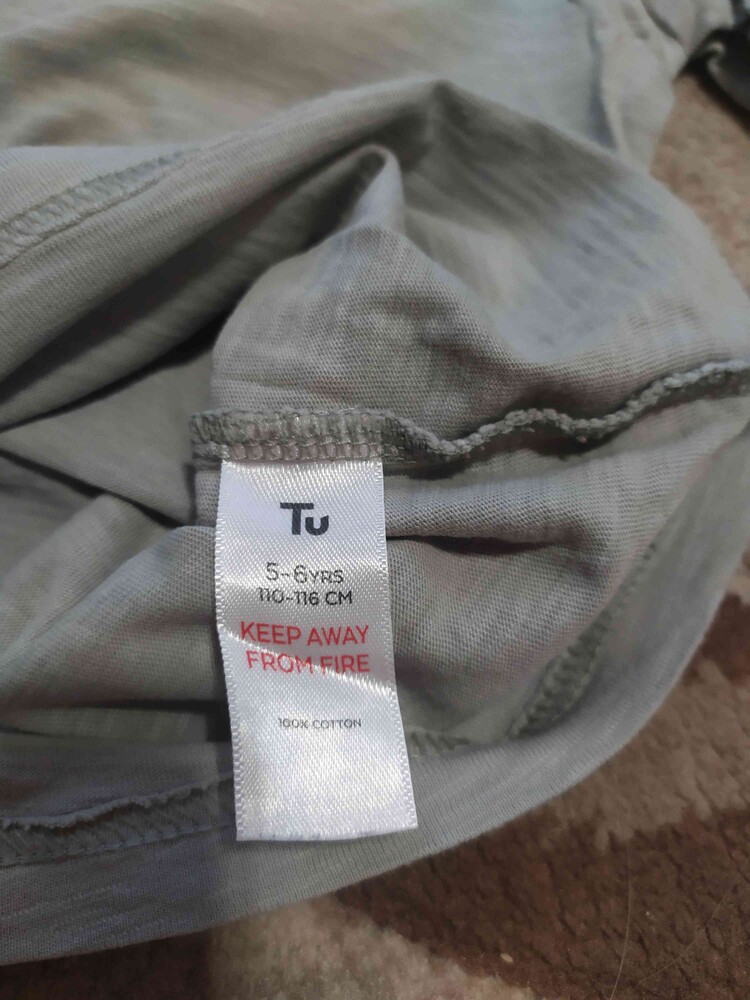 Tu
5-6YRS
110-116 CM
KEEP AWAY
FROM FIRE
100% COTTON